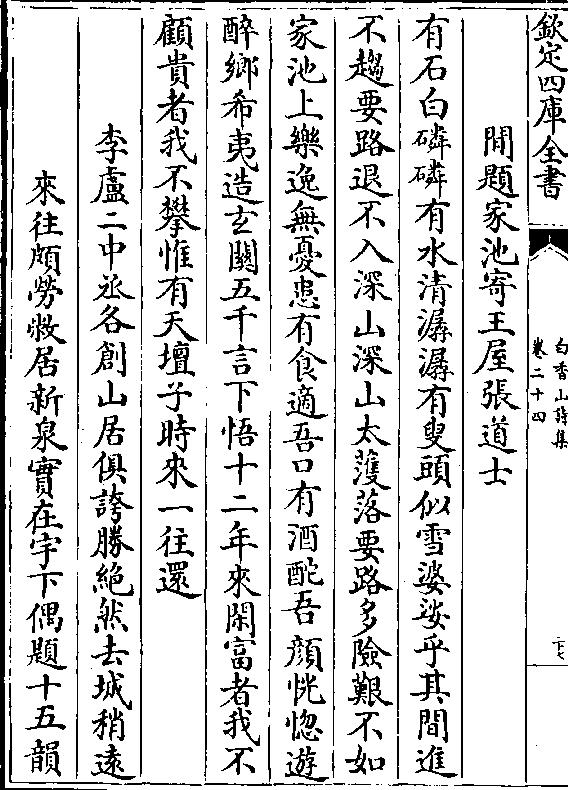 欽定四庫全書
白香山詩集
卷二十四
閒題家池寄王屋張道士
有石白磷磷有水清潺潺有叟頭似雪婆娑乎其間進
不趨要路退不入深山深山太蒦落要路多險艱不如
家池上樂逸無憂患有食適吾口有酒酡吾顔恍惚遊
醉鄉希夷造玄關五千言下悟十二年來閑富者我不
顧貴者我不攀惟有天壇子時來一往還
李盧二中丞各創山居俱誇勝絶然去城稍遠
來往頗勞敝居新泉實在宇下偶題十五韻